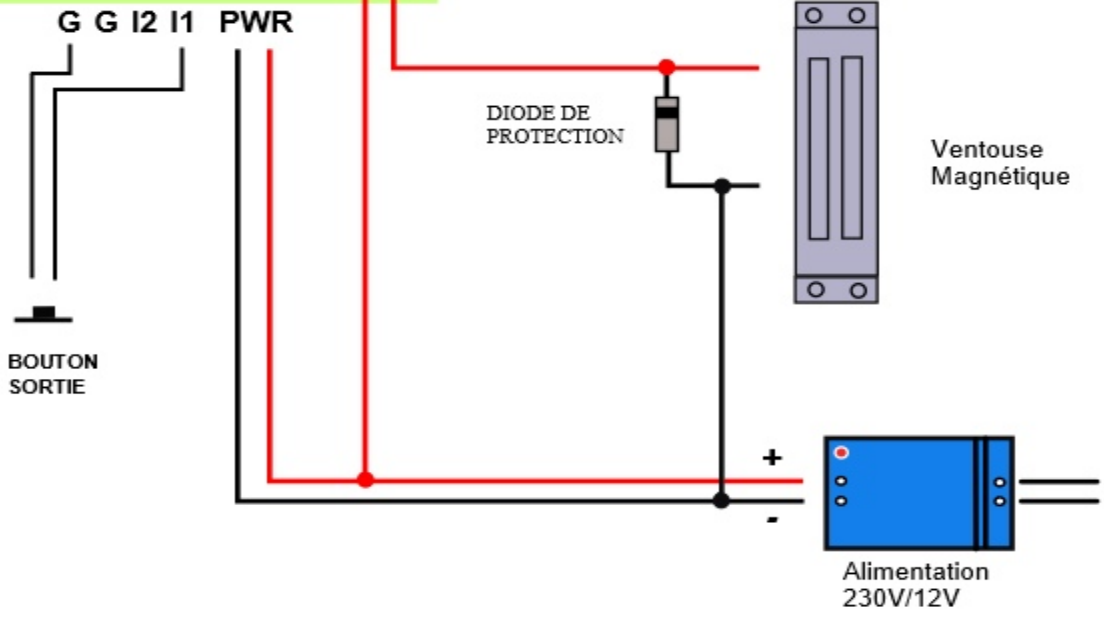 G G I2 I1 PWR
DIODE DE
PROTECTION
Ventouse
Magnétique
BOUTON
SORTIE
+
-
Alimentation
230V/12V